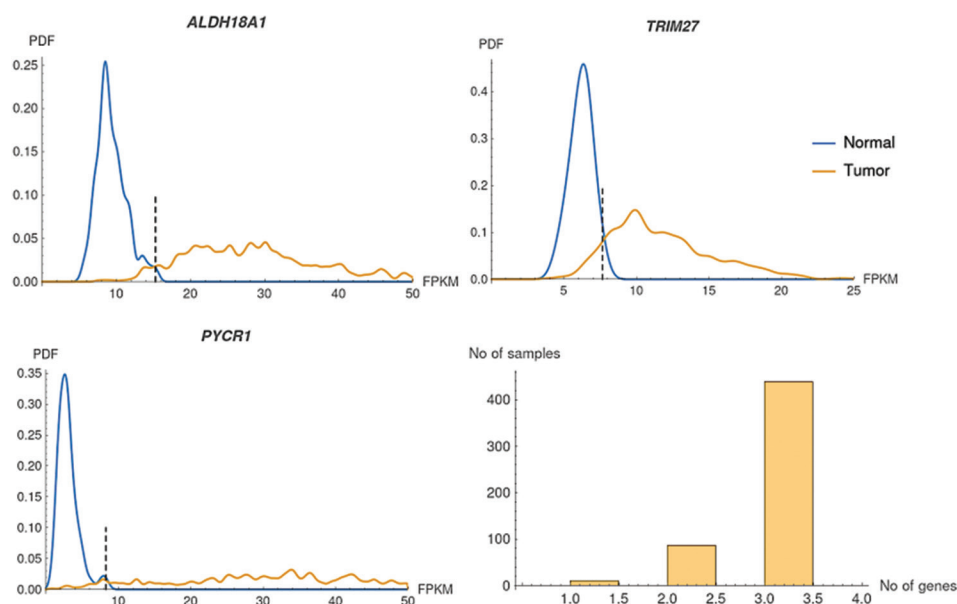 ALDH18A1
PDF
0.25
0.20
0.15
0.10
0.05
0.00
10 20 30 40 50 FPKM
TRIM27
PDF
0.4
0.3
0.2
0.1
0.0
5 10 15 20 25 FPKM
Normal
Tumor
PYCR1
PDF
0.35
0.30
0.25
0.20
0.15
0.10
0.05
0.00
10 20 30 40 50 FPKM
No of samples
400
300
200
100
0
1.0 1.5 2.0 2.5 3.0 3.5 4.0 No of genes